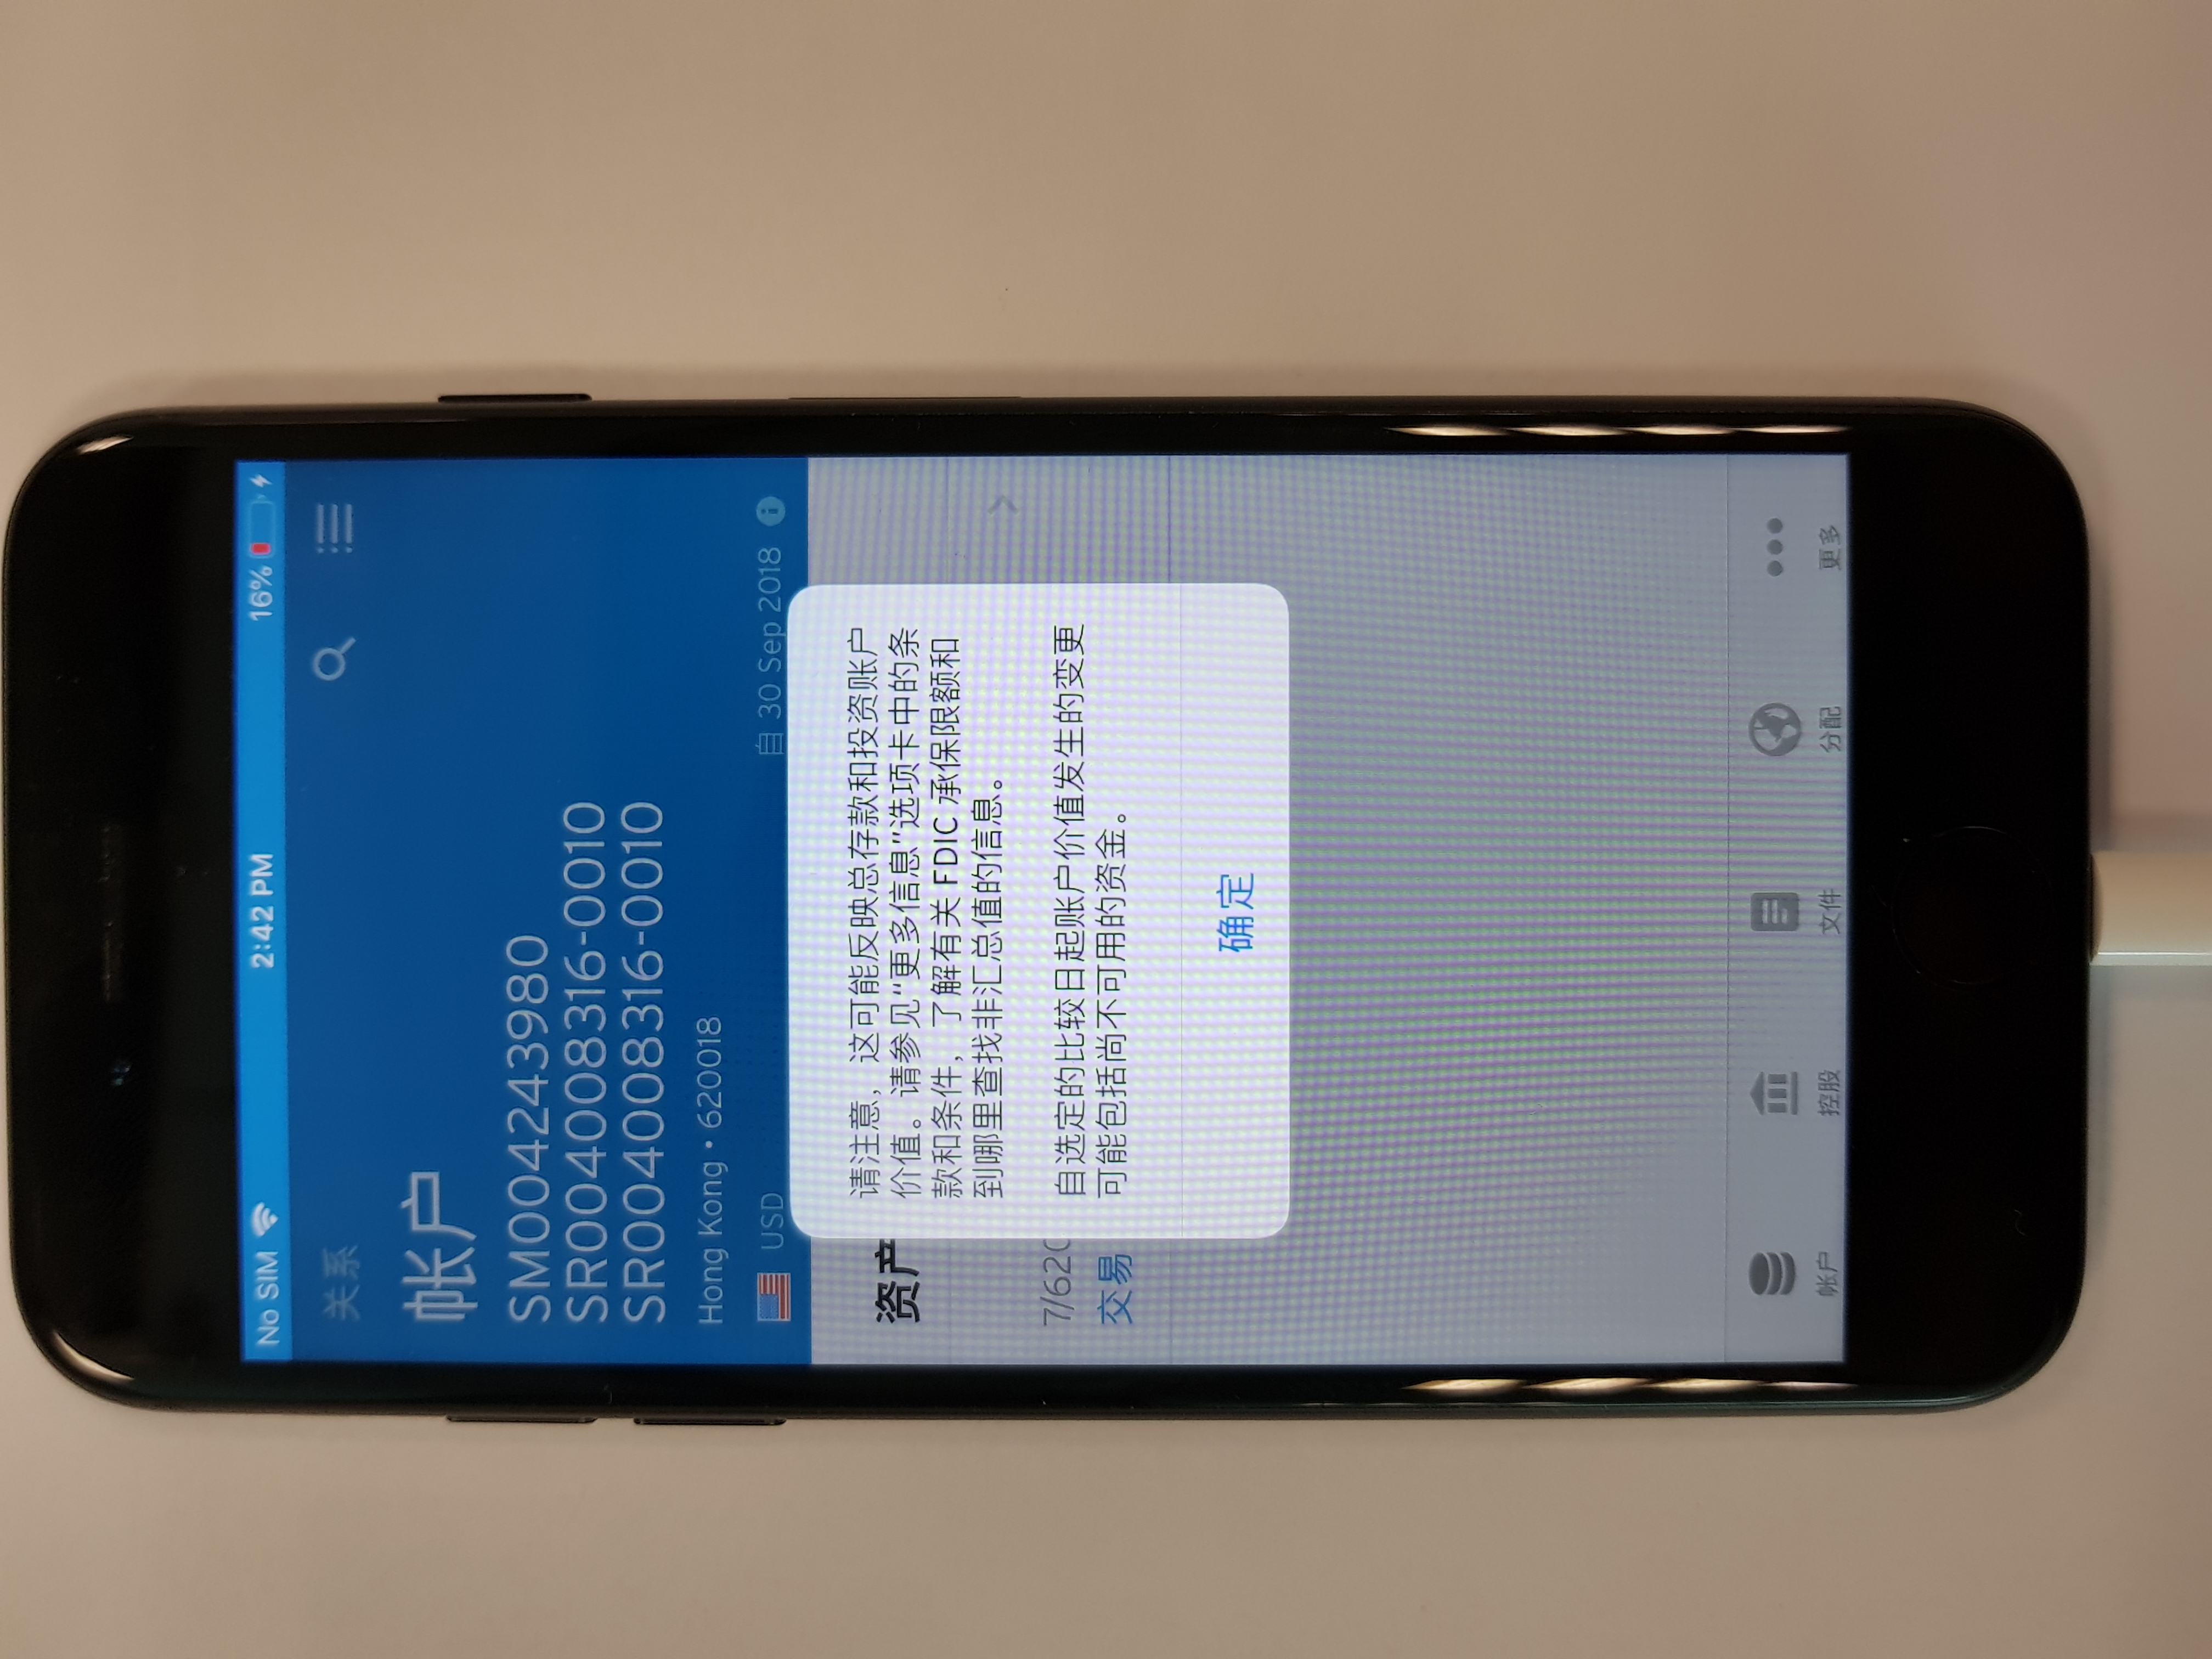 No SIM 2:42 PM 16%
关系
帐户
SM004243980
SR004008316-0010
SR004008316-0010
Hong Kong • 620018
USD 自 30 Sep 2018
资产
7/620
交易
请注意，这可能反映总存款和投资账户
价值。请参见“更多信息”选项卡中的条
款和条件，了解有关 FDIC 承保限额和
到哪里查找非汇总值的信息。
自选定的比较日起账户价值发生的变更
可能包括尚不可用的资金。
确定
帐户 控股 文件 分配 更多